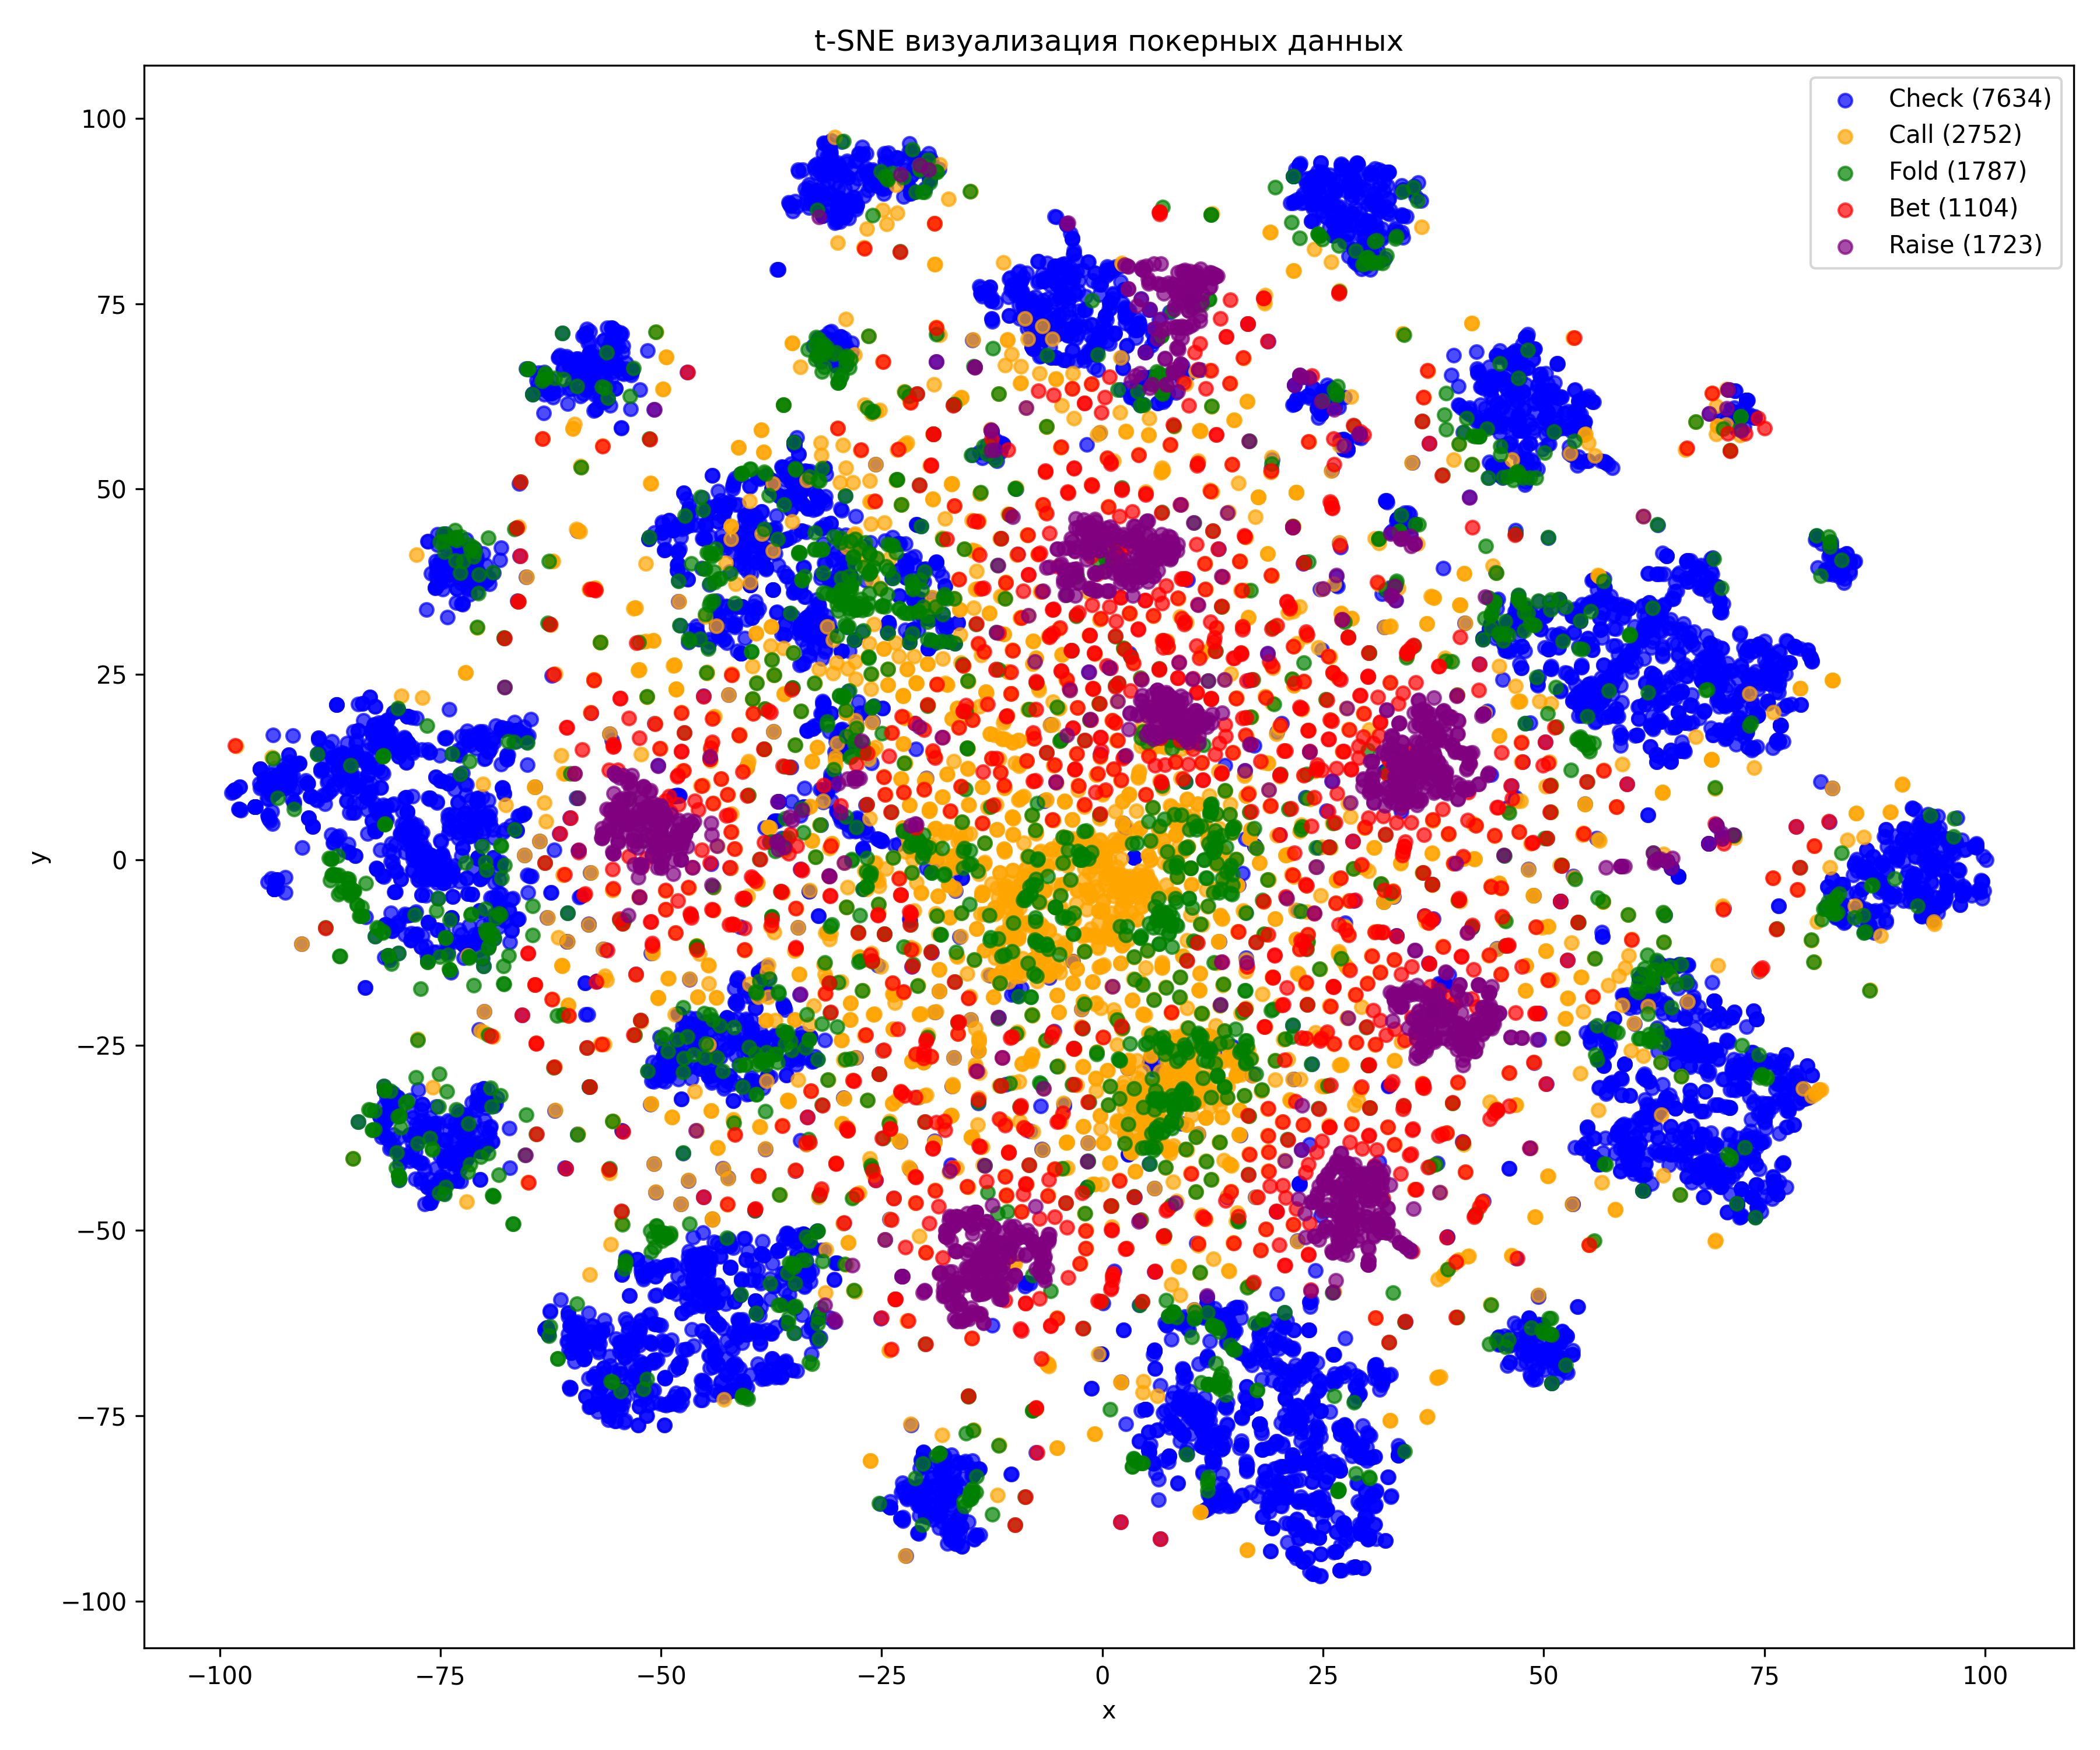 t-SNE визуализация покерных данных
Check (7634)
Call (2752)
Fold (1787)
Bet (1104)
Raise (1723)
100
75
50
25
0
−25
−50
−75
−100
y
−100 −75 −50 −25 0 25 50 75 100
x